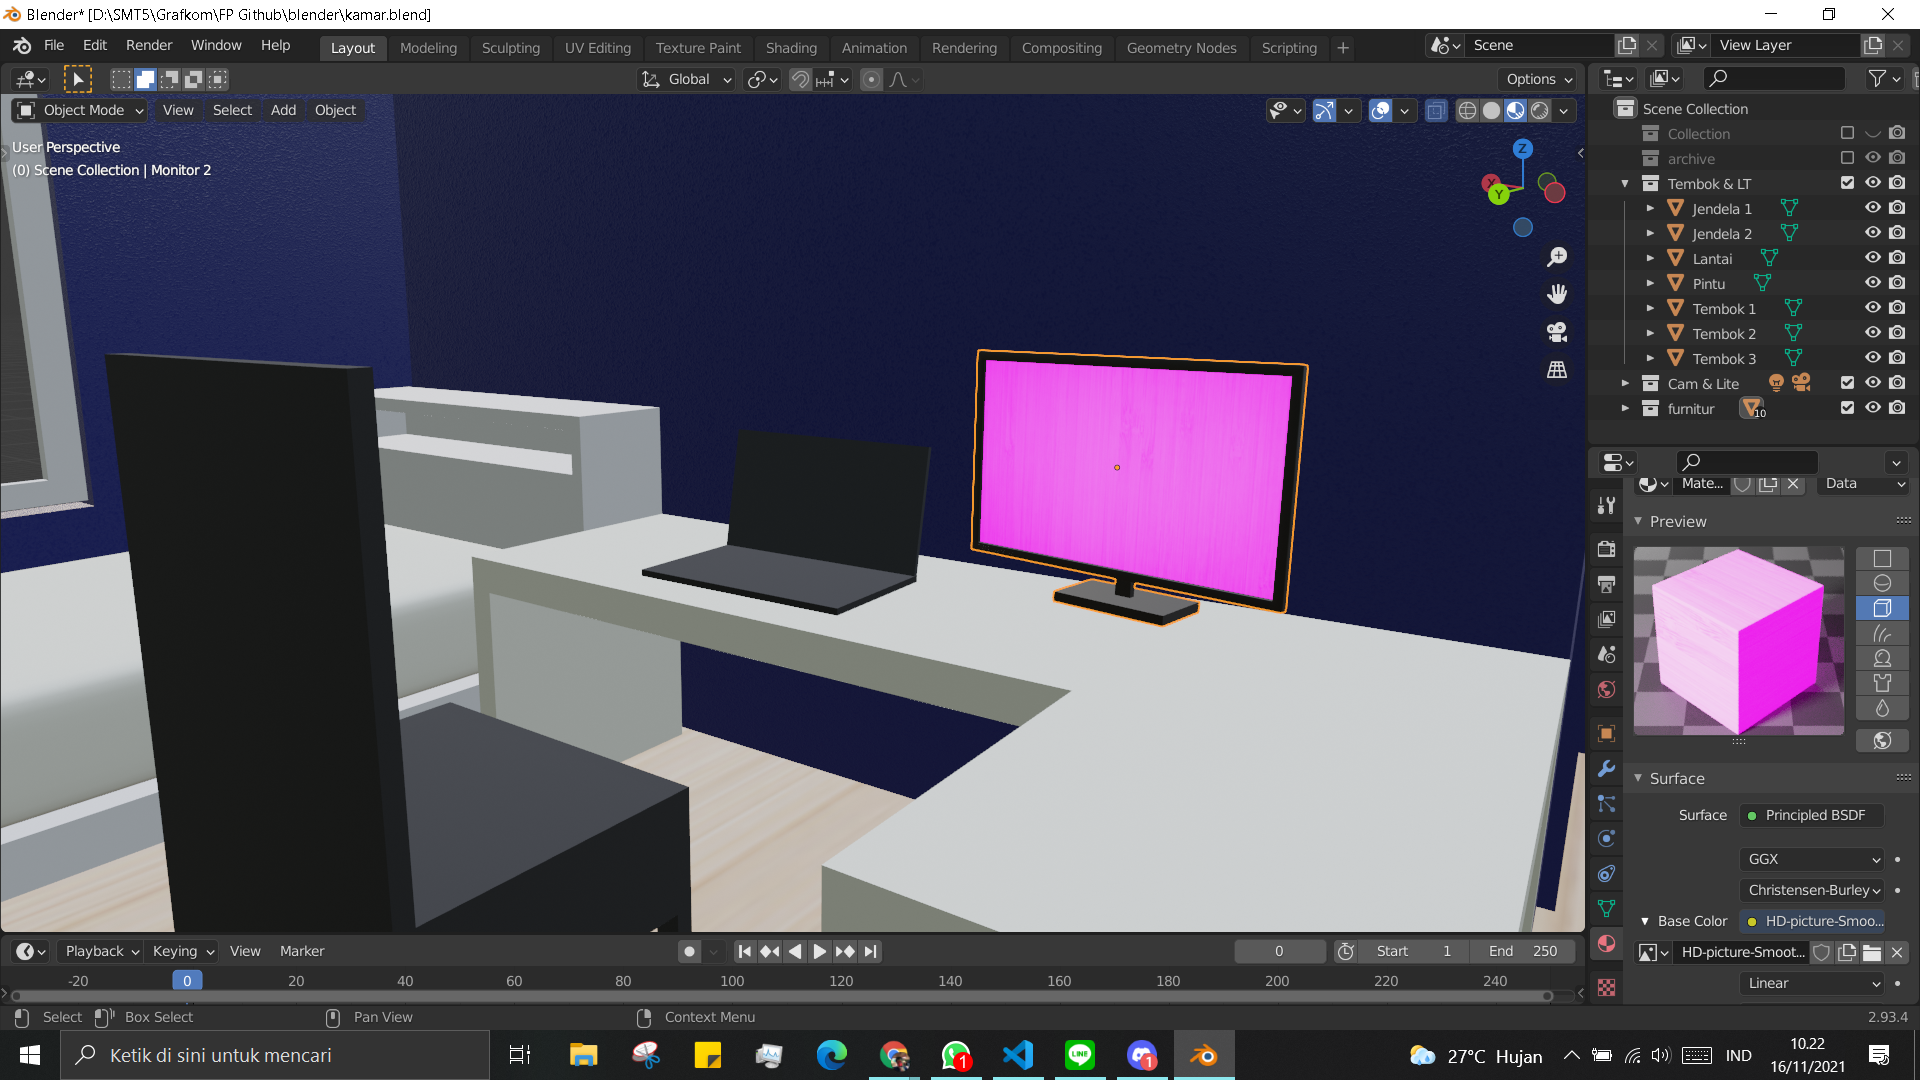 Blender* [D:\SMT5\Grafkom\FP Github\blender\kamar.blend]
File Edit Render Window Help Layout Modeling Sculpting UV Editing Texture Paint Shading Animation Rendering Compositing Geometry Nodes Scripting + Scene View Layer
Global Options
Object Mode View Select Add Object
User Perspective
(0) Scene Collection | Monitor 2
Z
X
Y
Scene Collection
Collection
archive
Tembok & LT
Jendela 1
Jendela 2
Lantai
Pintu
Tembok 1
Tembok 2
Tembok 3
Cam & Lite
furnitur 10
Mate... Data
Preview
Surface
Surface Principled BSDF
GGX
Christensen-Burley
Base Color HD-picture-Smoo...
HD-picture-Smoot...
Linear
Playback Keying View Marker 0 Start 1 End 250
-20 0 20 40 60 80 100 120 140 160 180 200 220 240
Select Box Select Pan View Context Menu 2.93.4
Ketik di sini untuk mencari 1 LINE 1 27°C Hujan IND 10.22
16/11/2021